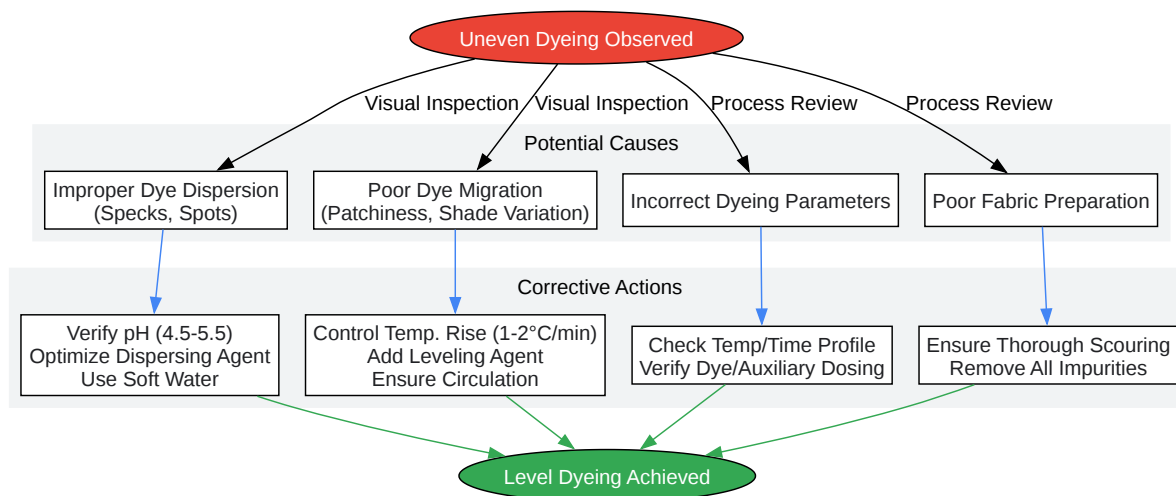 Uneven Dyeing Observed
Visual Inspection
Visual Inspection
Process Review
Process Review
Potential Causes
Improper Dye Dispersion
(Specks, Spots)
Poor Dye Migration
(Patchiness, Shade Variation)
Incorrect Dyeing Parameters
Poor Fabric Preparation
Corrective Actions
Verify pH (4.5-5.5)
Optimize Dispersing Agent
Use Soft Water
Control Temp. Rise (1-2°C/min)
Add Leveling Agent
Ensure Circulation
Check Temp/Time Profile
Verify Dye/Auxiliary Dosing
Ensure Thorough Scouring
Remove All Impurities
Level Dyeing Achieved